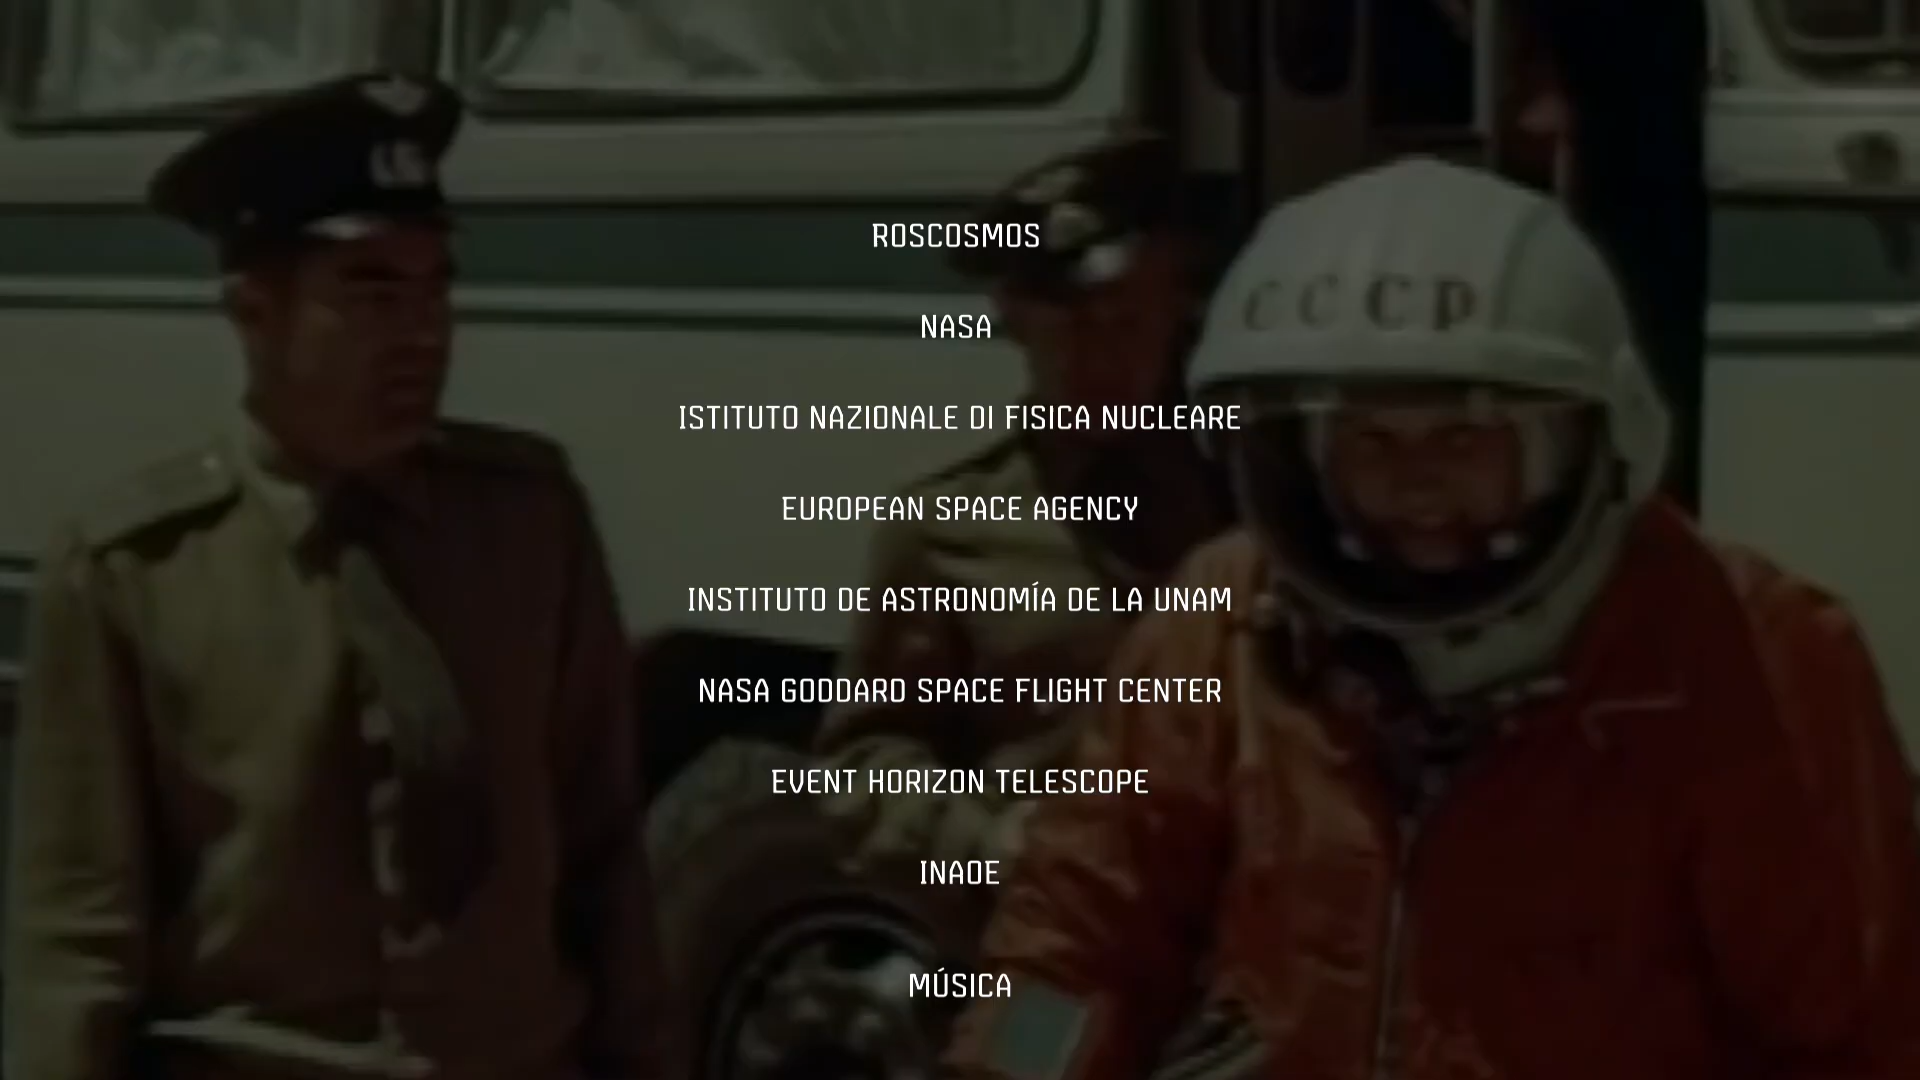 ROSCOSMOS
NASA
CCCP
ISTITUTO NAZIONALE DI FISICA NUCLEARE
EUROPEAN SPACE AGENCY
INSTITUTO DE ASTRONOMÍA DE LA UNAM
NASA GODDARD SPACE FLIGHT CENTER
EVENT HORIZON TELESCOPE
INAOE
MÚSICA